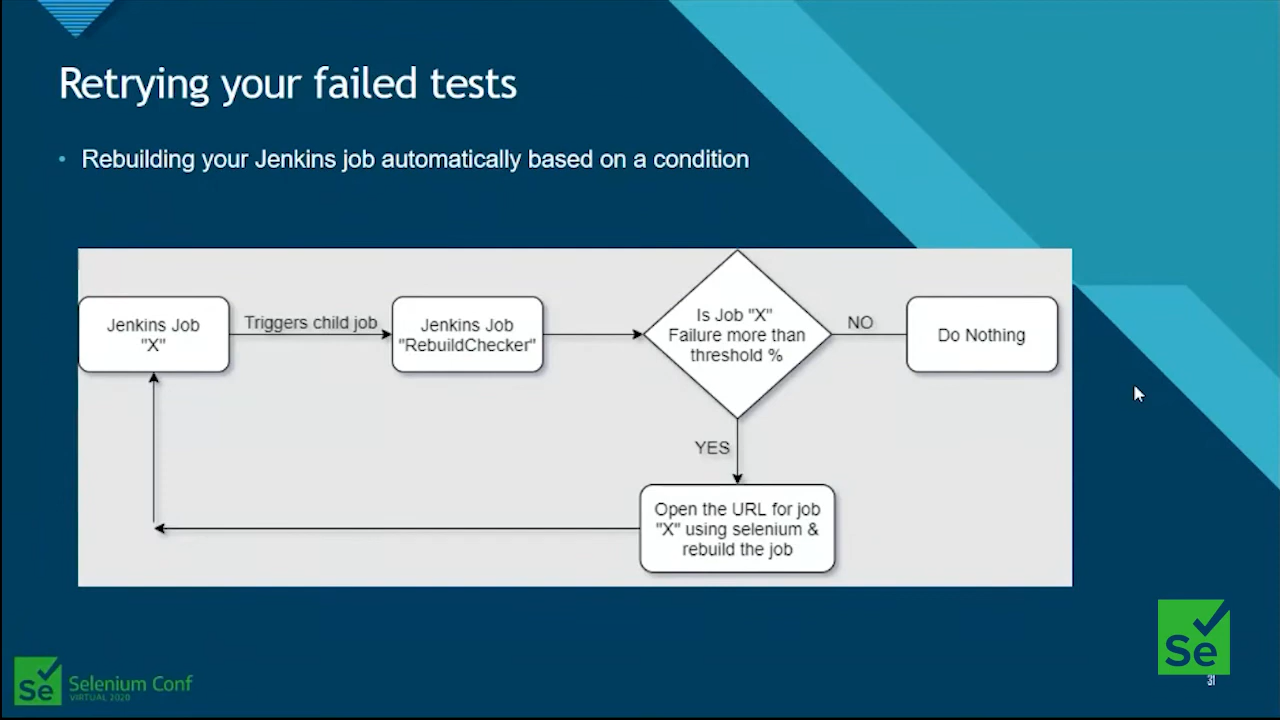 Retrying your failed tests
• Rebuilding your Jenkins job automatically based on a condition
Jenkins Job
"X"
Triggers child job
Jenkins Job
"RebuildChecker"
Is Job "X"
Failure more than
threshold %
NO
Do Nothing
YES
Open the URL for job
"X" using selenium &
rebuild the job
Se
31
Se
Selenium Conf
VIRTUAL 2020